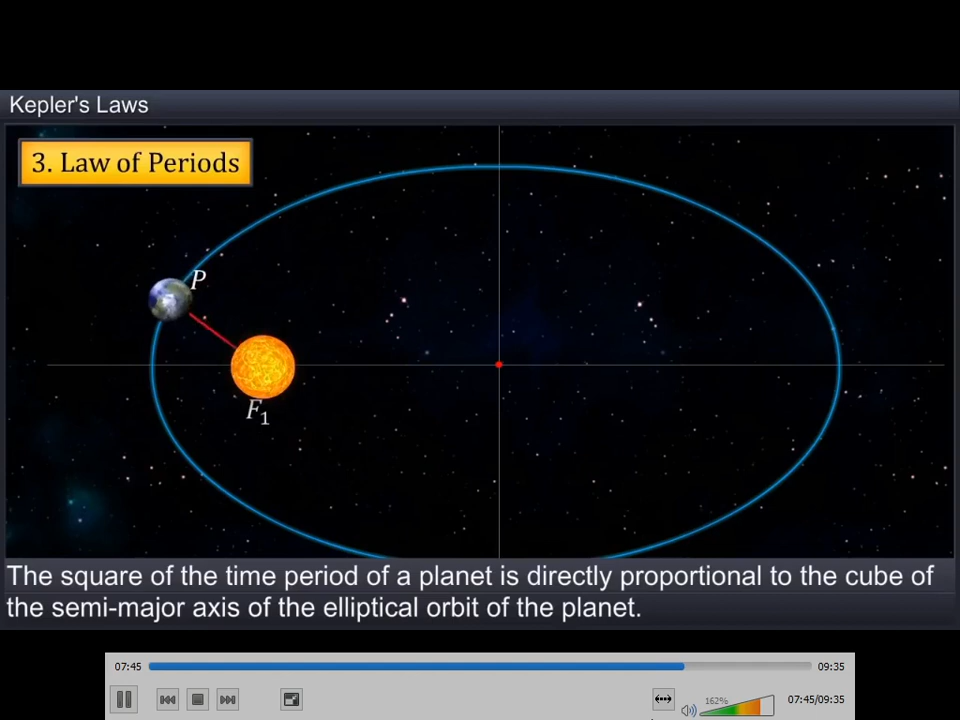 Kepler's Laws
3. Law of Periods
P
F1
The square of the time period of a planet is directly proportional to the cube of
the semi-major axis of the elliptical orbit of the planet.
07:45
09:35
162%
07:45/09:35